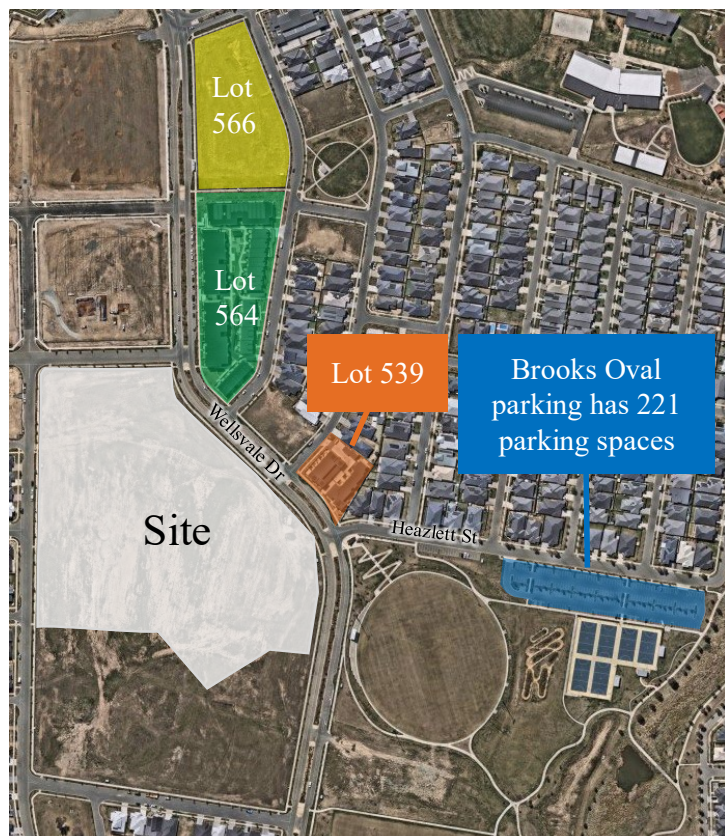 Lot
566
Lot
564
Lot 539
Brooks Oval
parking has 221
parking spaces
Wellsvale Dr
Site
Heazlett St